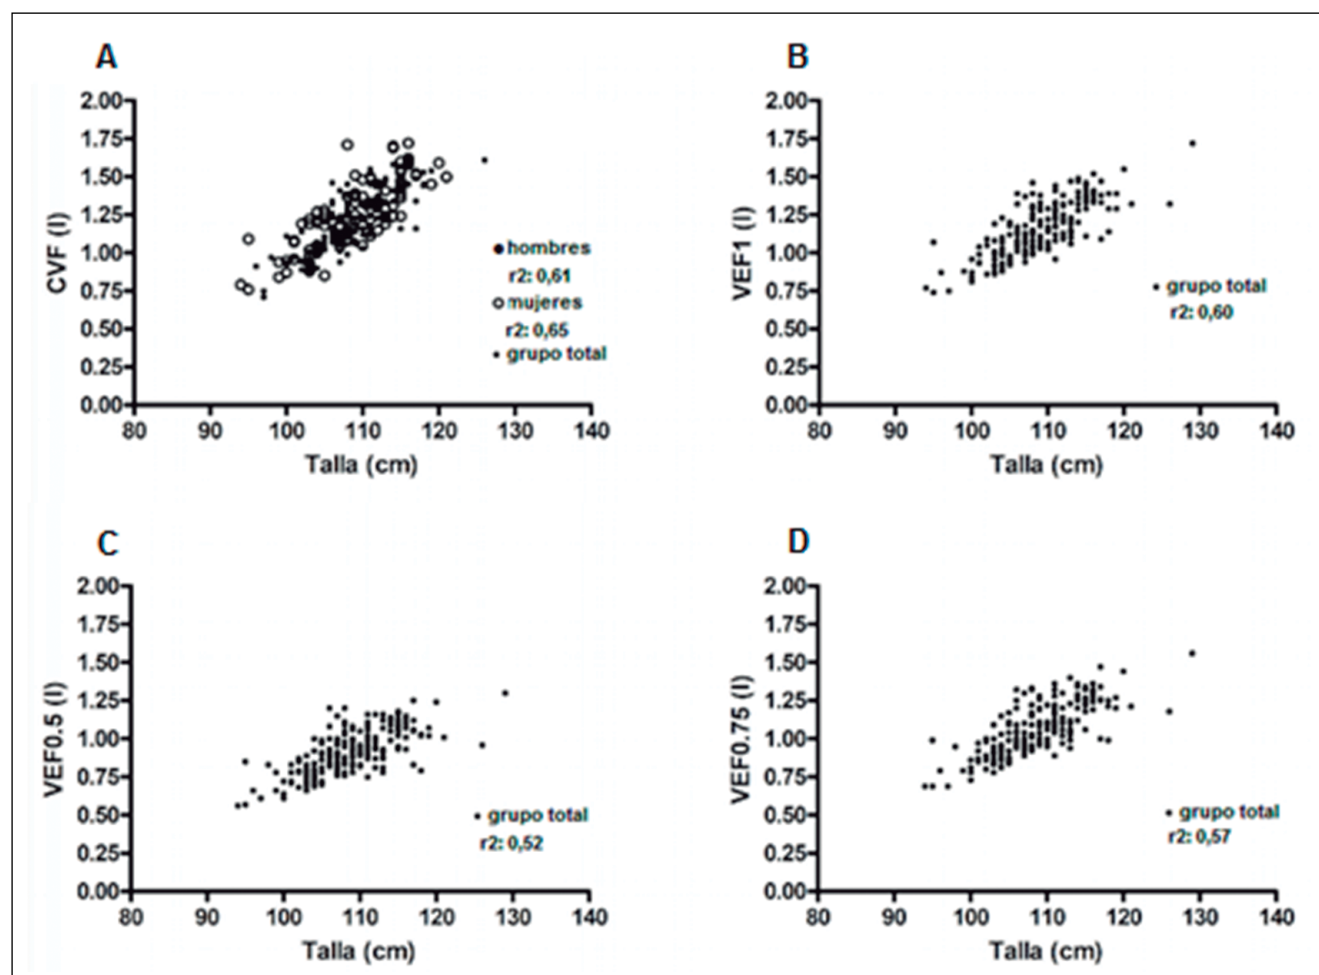 A
2.00
1.75
1.50
1.25
1.00
0.75
0.50
0.25
0.00
CVF (l)
80 90 100 110 120 130 140
Talla (cm)
hombres
r2: 0,61
mujeres
r2: 0,65
grupo total
B
2.00
1.75
1.50
1.25
1.00
0.75
0.50
0.25
0.00
VEF1 (l)
80 90 100 110 120 130 140
Talla (cm)
grupo total
r2: 0,60
C
2.00
1.75
1.50
1.25
1.00
0.75
0.50
0.25
0.00
VEF0.5 (l)
80 90 100 110 120 130 140
Talla (cm)
grupo total
r2: 0,52
D
2.00
1.75
1.50
1.25
1.00
0.75
0.50
0.25
0.00
VEF0.75 (l)
80 90 100 110 120 130 140
Talla (cm)
grupo total
r2: 0,57